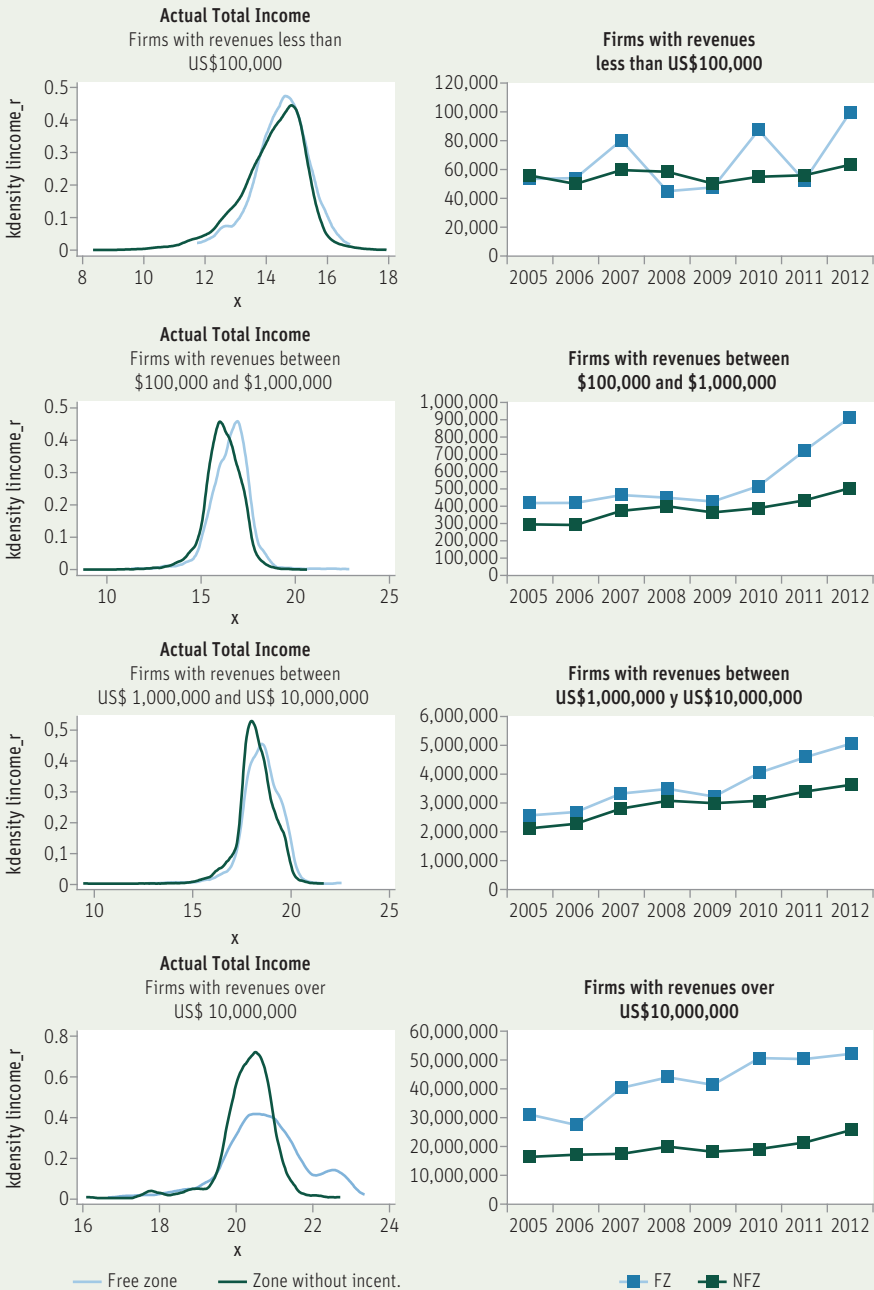 Actual Total Income
Firms with revenues less than
US$100,000
kdensity lincome_r
0.5
0.4
0.3
0.2
0.1
0
8 10 12 14 16 18
x
Firms with revenues
less than US$100,000
120,000
100,000
80,000
60,000
40,000
20,000
0
2005 2006 2007 2008 2009 2010 2011 2012
Actual Total Income
Firms with revenues between
$100,000 and $1,000,000
kdensity lincome_r
0.5
0.4
0.3
0.2
0.1
0
10 15 20 25
x
Firms with revenues between
$100,000 and $1,000,000
1,000,000
900,000
800,000
700,000
600,000
500,000
400,000
300,000
200,000
100,000
0
2005 2006 2007 2008 2009 2010 2011 2012
Actual Total Income
Firms with revenues between
US$ 1,000,000 and US$ 10,000,000
kdensity lincome_r
0,5
0,4
0,3
0,2
0,1
0
10 15 20 25
x
Firms with revenues between
US$1,000,000 y US$10,000,000
6,000,000
5,000,000
4,000,000
3,000,000
2,000,000
1,000,000
0
2005 2006 2007 2008 2009 2010 2011 2012
Actual Total Income
Firms with revenues over
US$ 10,000,000
kdensity lincome_r
0.8
0.6
0.4
0.2
0
16 18 20 22 24
x
Firms with revenues over
US$10,000,000
60,000,000
50,000,000
40,000,000
30,000,000
20,000,000
10,000,000
0
2005 2006 2007 2008 2009 2010 2011 2012
Free zone Zone without incent.
FZ NFZ